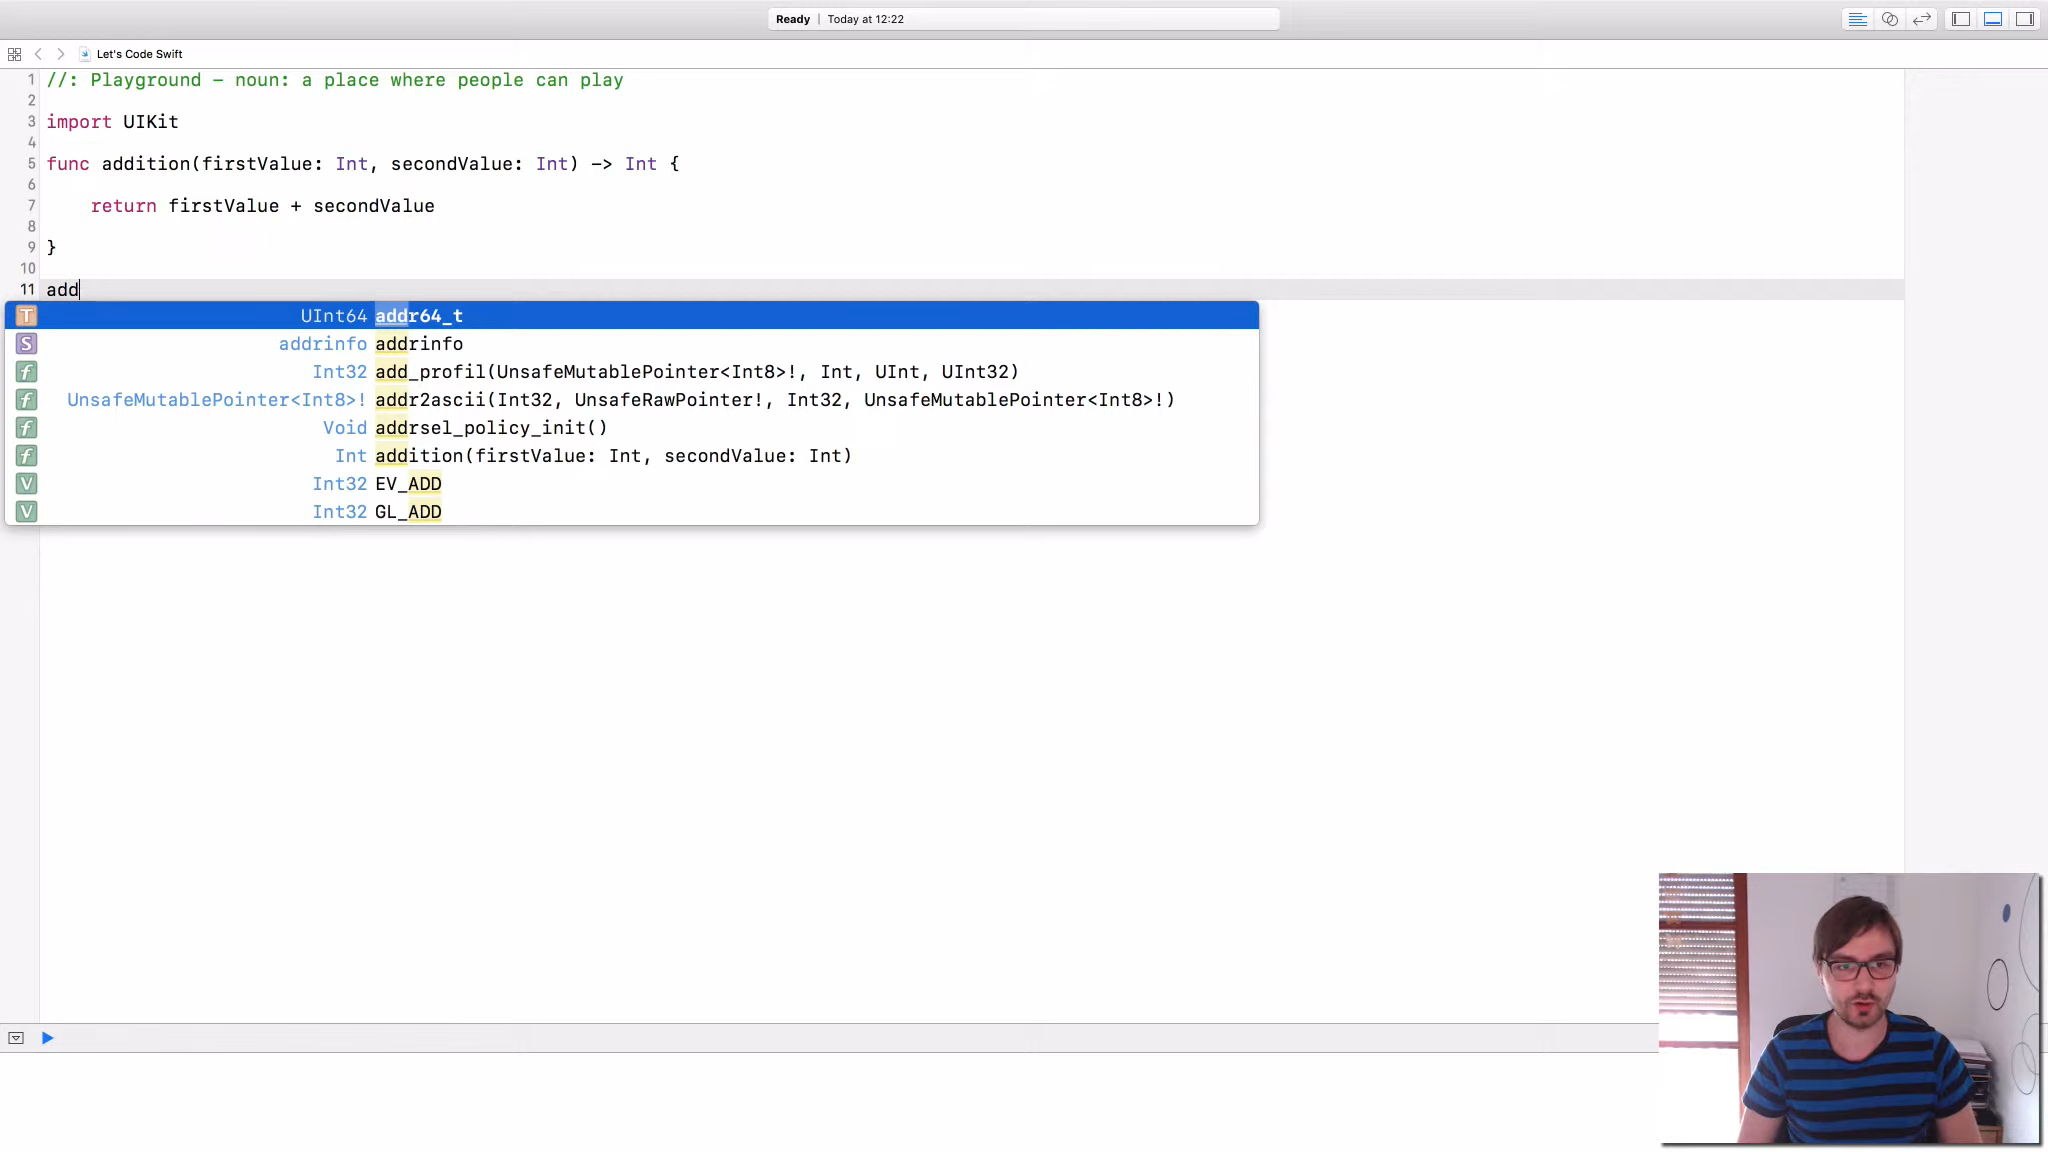 Ready | Today at 12:22
Let's Code Swift
1 //: Playground – noun: a place where people can play
2
3 import UIKit
4
5 func addition(firstValue: Int, secondValue: Int) -> Int {
6
7 return firstValue + secondValue
8
9 }
10
11 add
T UInt64 addr64_t
S addrinfo addrinfo
f Int32 add_profil(UnsafeMutablePointer<Int8>!, Int, UInt, UInt32)
f UnsafeMutablePointer<Int8>! addr2ascii(Int32, UnsafeRawPointer!, Int32, UnsafeMutablePointer<Int8>!)
f Void addrsel_policy_init()
f Int addition(firstValue: Int, secondValue: Int)
V Int32 EV_ADD
V Int32 GL_ADD